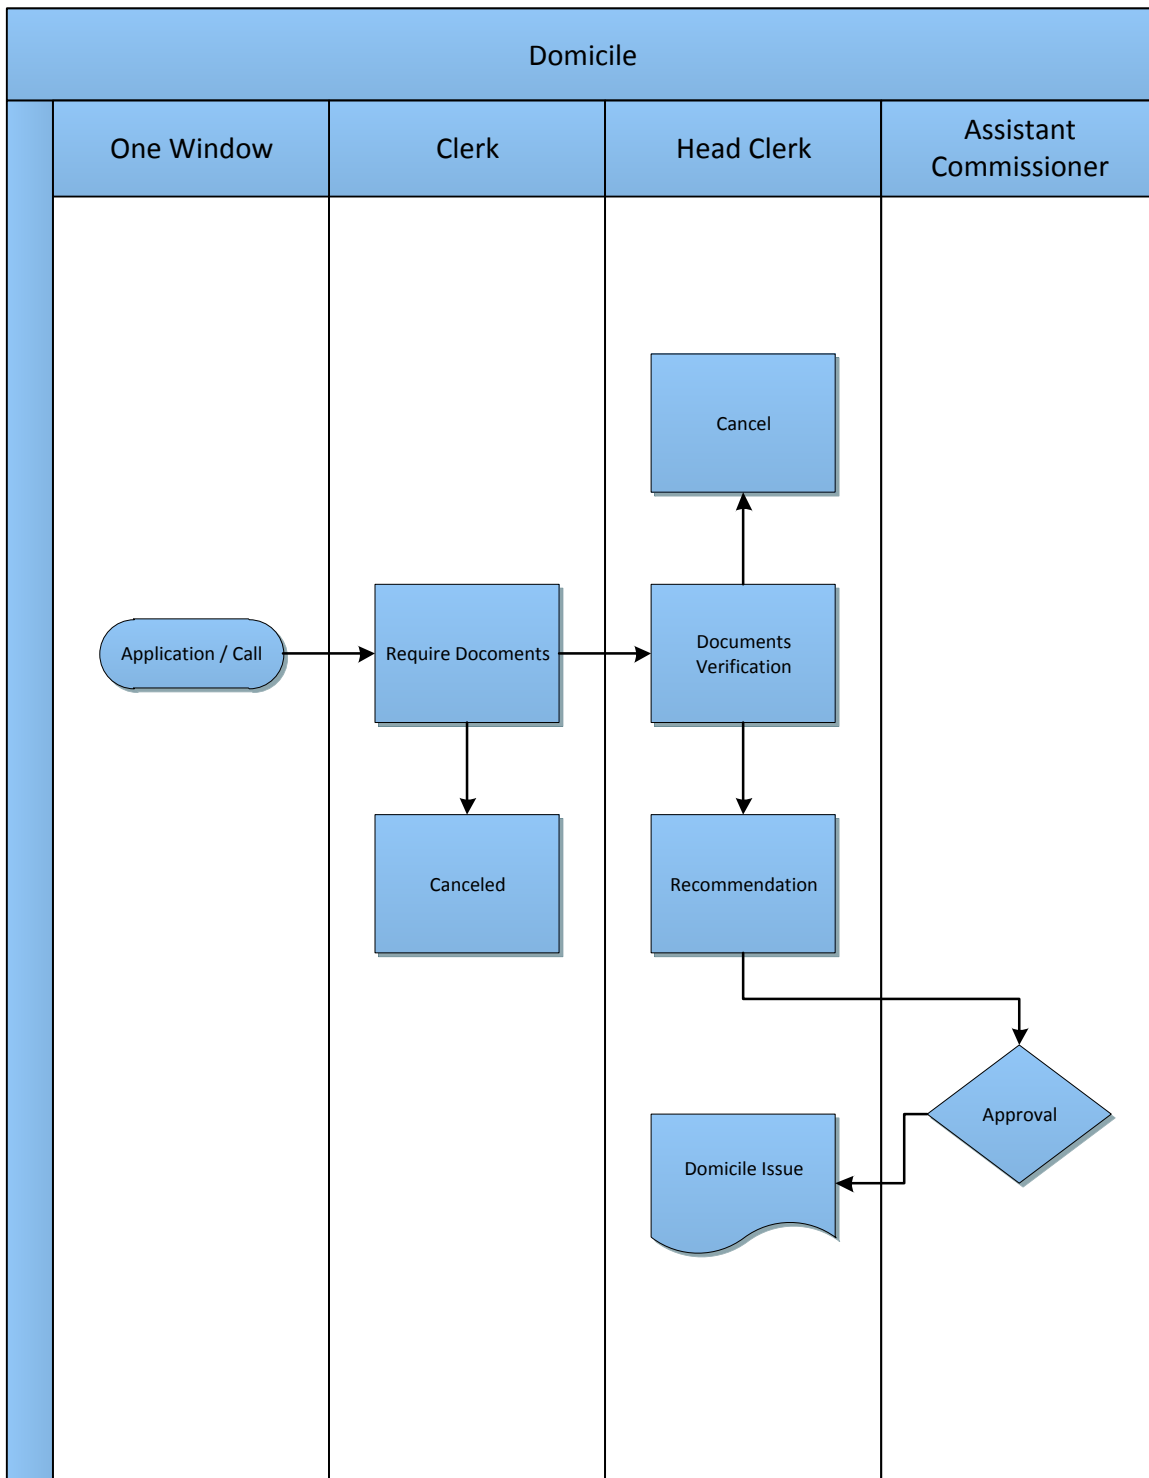 Domicile
One Window
Clerk
Head Clerk
Assistant
Commissioner
Cancel
Application / Call
Require Docoments
Documents
Verification
Canceled
Recommendation
Approval
Domicile Issue